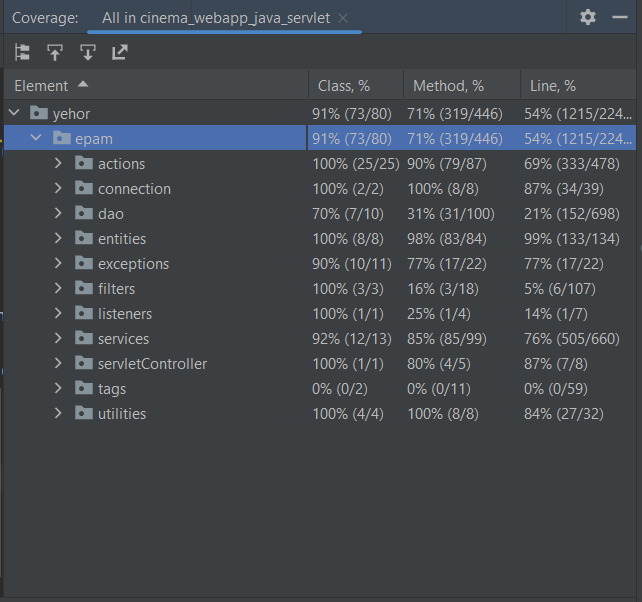 Coverage: All in cinema_webapp_java_servlet
Element Class, % Method, % Line, %
yehor 91% (73/80) 71% (319/446) 54% (1215/224...
epam 91% (73/80) 71% (319/446) 54% (1215/224...
actions 100% (25/25) 90% (79/87) 69% (333/478)
connection 100% (2/2) 100% (8/8) 87% (34/39)
dao 70% (7/10) 31% (31/100) 21% (152/698)
entities 100% (8/8) 98% (83/84) 99% (133/134)
exceptions 90% (10/11) 77% (17/22) 77% (17/22)
filters 100% (3/3) 16% (3/18) 5% (6/107)
listeners 100% (1/1) 25% (1/4) 14% (1/7)
services 92% (12/13) 85% (85/99) 76% (505/660)
servletController 100% (1/1) 80% (4/5) 87% (7/8)
tags 0% (0/2) 0% (0/11) 0% (0/59)
utilities 100% (4/4) 100% (8/8) 84% (27/32)